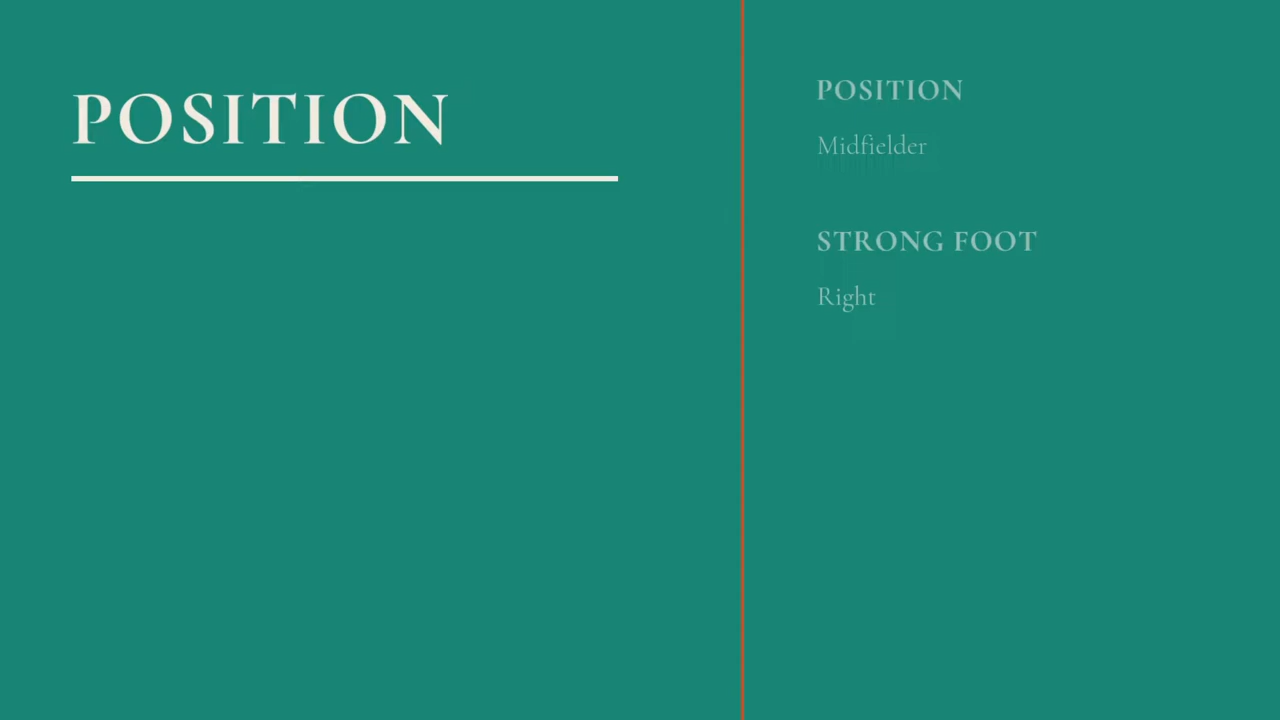 POSITION
POSITION
Midfielder
STRONG FOOT
Right